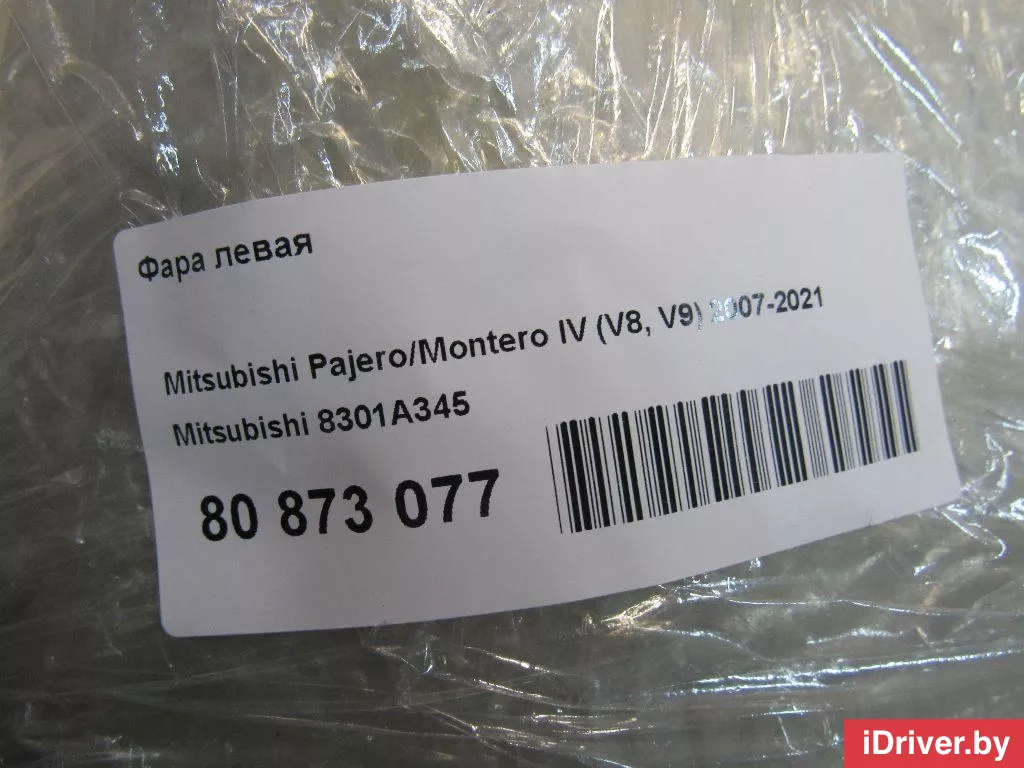 Фара левая
Mitsubishi Pajero/Montero IV (V8, V9) 2007-2021
Mitsubishi 8301A345
80 873 077
iDriver.by